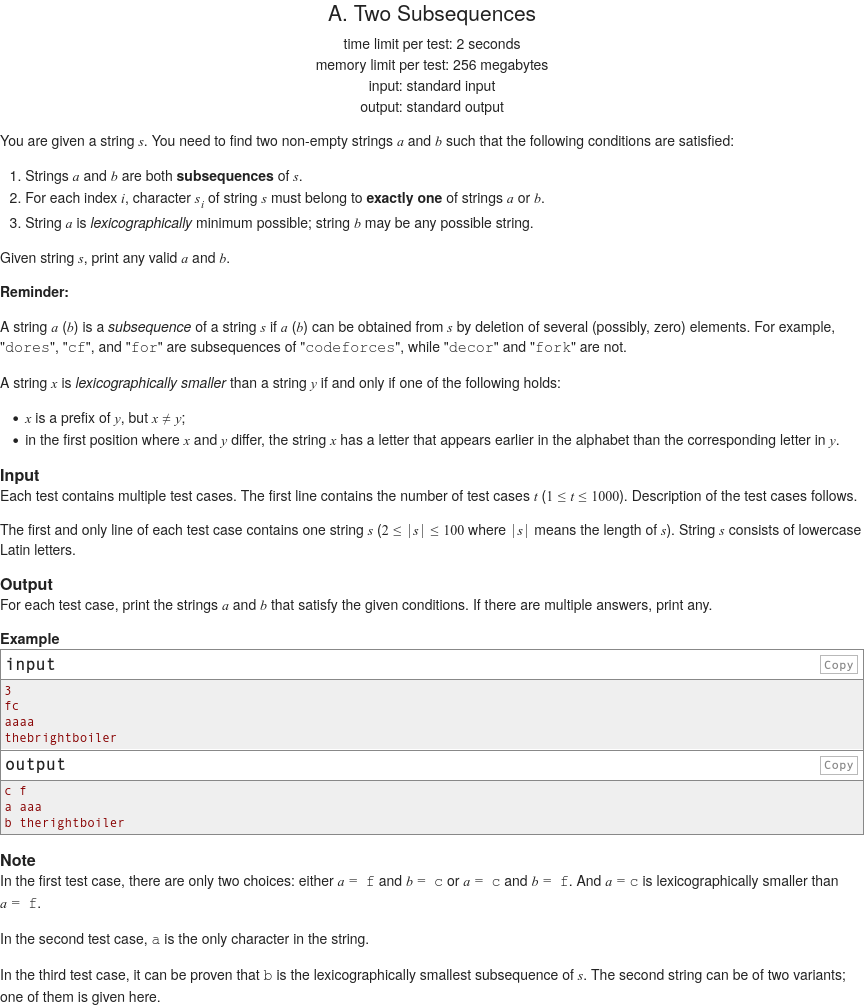 A. Two Subsequences
time limit per test: 2 seconds
memory limit per test: 256 megabytes
input: standard input
output: standard output
You are given a string s. You need to find two non-empty strings a and b such that the following conditions are satisfied:
1. Strings a and b are both subsequences of s.
2. For each index i, character s_i of string s must belong to exactly one of strings a or b.
3. String a is lexicographically minimum possible; string b may be any possible string.
Given string s, print any valid a and b.
Reminder:
A string a (b) is a subsequence of a string s if a (b) can be obtained from s by deletion of several (possibly, zero) elements. For example,
"dores", "cf", and "for" are subsequences of "codeforces", while "decor" and "fork" are not.
A string x is lexicographically smaller than a string y if and only if one of the following holds:
• x is a prefix of y, but x ≠ y;
• in the first position where x and y differ, the string x has a letter that appears earlier in the alphabet than the corresponding letter in y.
Input
Each test contains multiple test cases. The first line contains the number of test cases t (1 ≤ t ≤ 1000). Description of the test cases follows.
The first and only line of each test case contains one string s (2 ≤ |s| ≤ 100 where |s| means the length of s). String s consists of lowercase
Latin letters.
Output
For each test case, print the strings a and b that satisfy the given conditions. If there are multiple answers, print any.
Example
input
Copy
3
fc
aaaa
thebrightboiler
output
Copy
c f
a aaa
b therightboiler
Note
In the first test case, there are only two choices: either a = f and b = c or a = c and b = f. And a = c is lexicographically smaller than
a = f.
In the second test case, a is the only character in the string.
In the third test case, it can be proven that b is the lexicographically smallest subsequence of s. The second string can be of two variants;
one of them is given here.